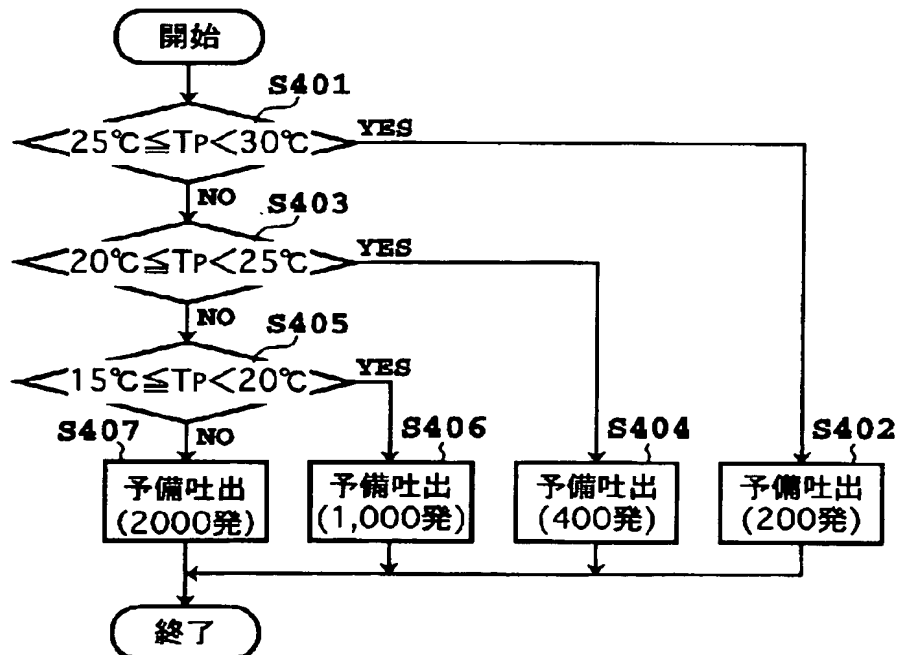 開始
S401
25℃≦TP<30℃
YES
NO
S403
20℃≦TP<25℃
YES
NO
S405
15℃≦TP<20℃
YES
NO
S407
S406
S404
S402
予備吐出
(2000発)
予備吐出
(1,000発)
予備吐出
(400発)
予備吐出
(200発)
終了